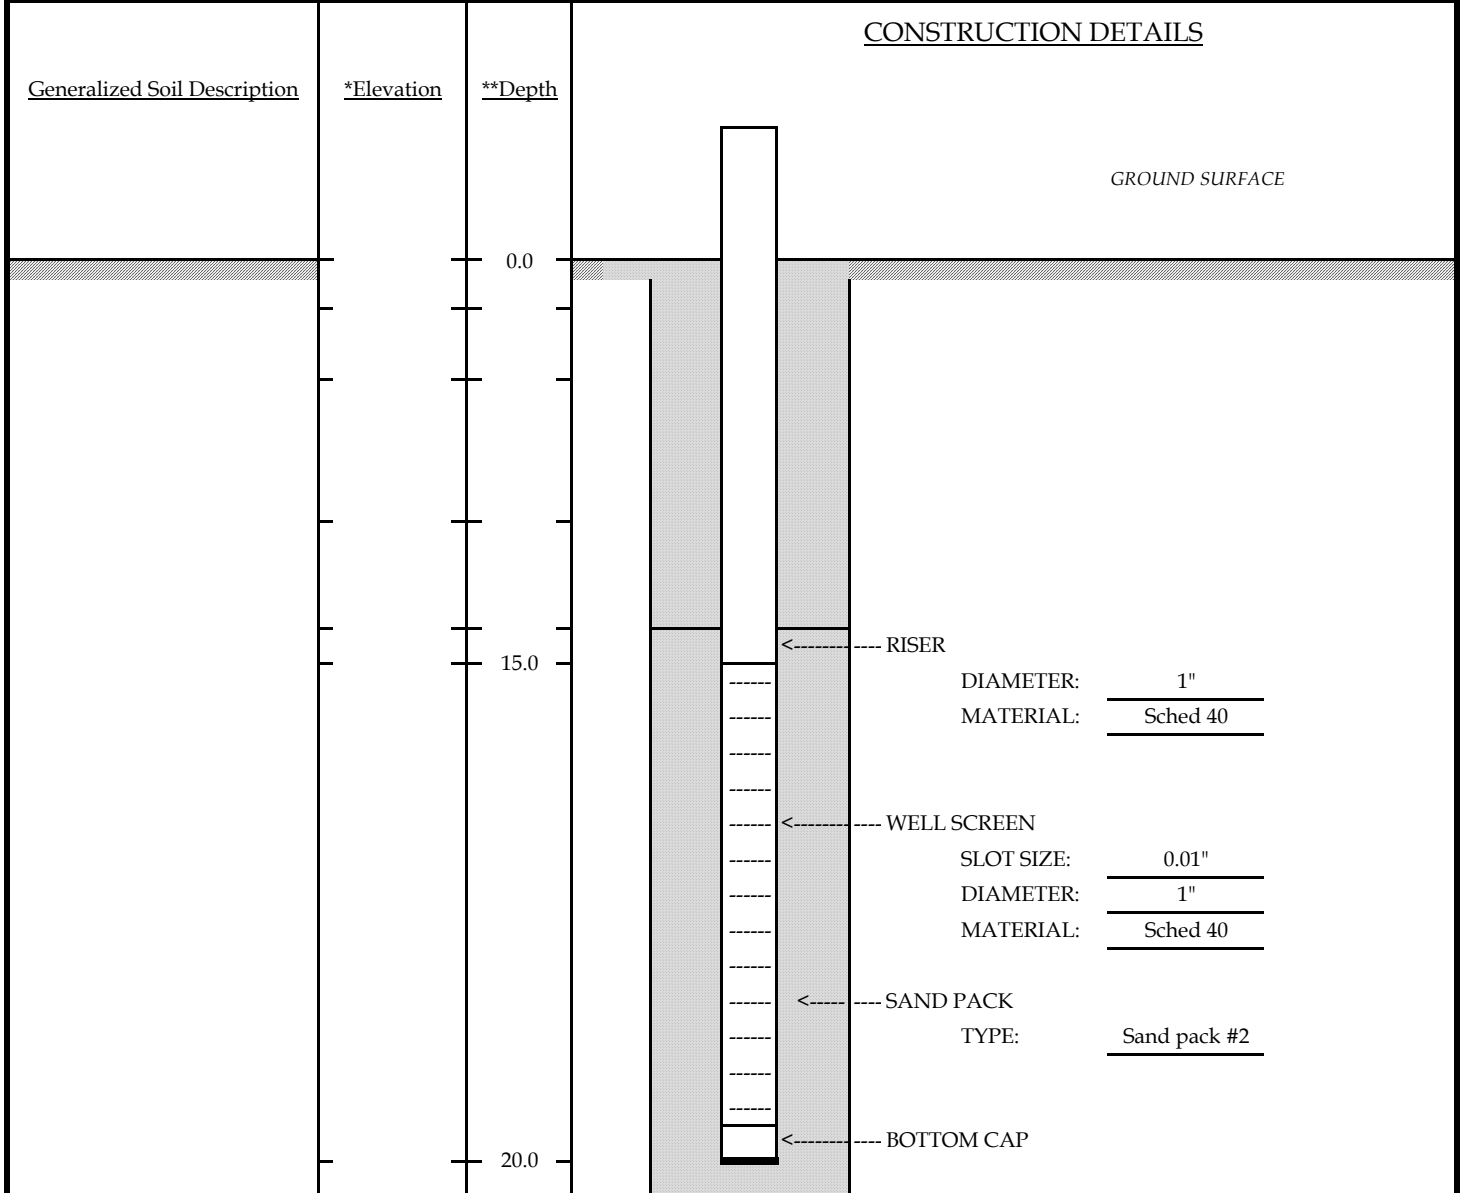 CONSTRUCTION DETAILS
Generalized Soil Description *Elevation **Depth
GROUND SURFACE
0.0
<-------- ---- RISER
15.0
DIAMETER: 1"
MATERIAL: Sched 40
<-------- ---- WELL SCREEN
SLOT SIZE: 0.01"
DIAMETER: 1"
MATERIAL: Sched 40
<----- ---- SAND PACK
TYPE: Sand pack #2
<-------- ---- BOTTOM CAP
20.0